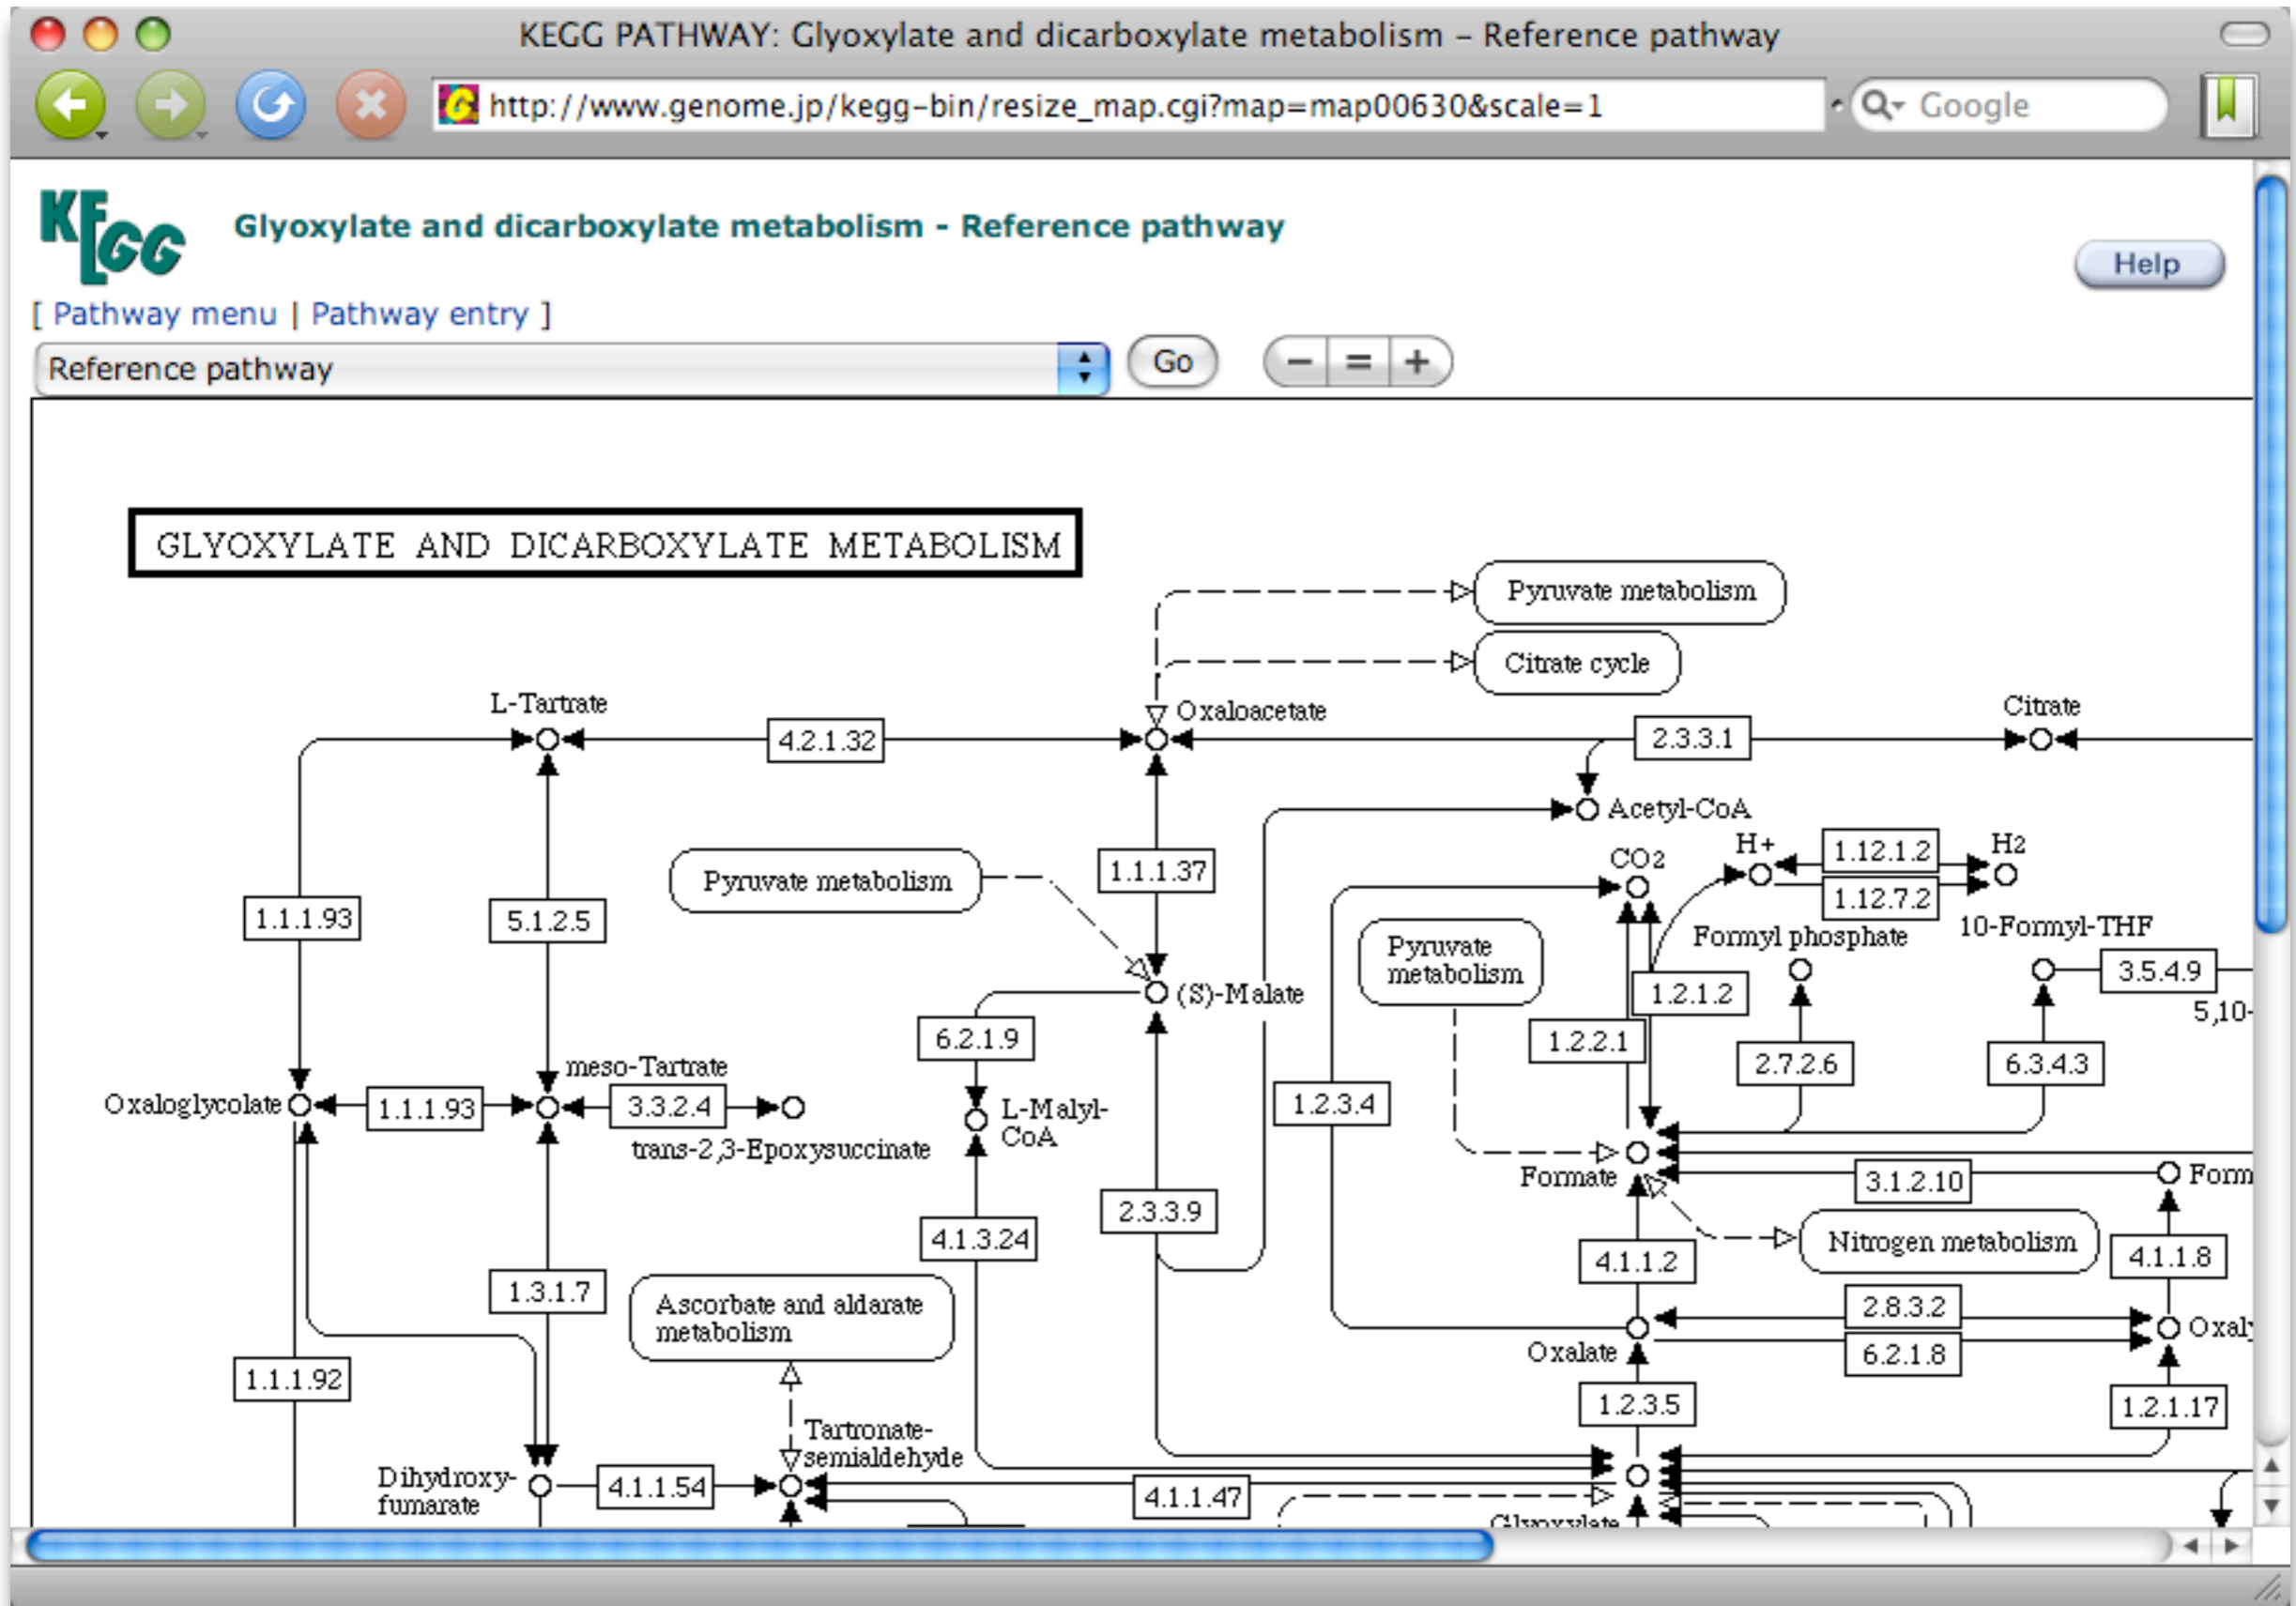 KEGG PATHWAY: Glyoxylate and dicarboxylate metabolism – Reference pathway
http://www.genome.jp/kegg-bin/resize_map.cgi?map=map00630&scale=1
Google
KEGG
Glyoxylate and dicarboxylate metabolism - Reference pathway
Help
[ Pathway menu | Pathway entry ]
Reference pathway
Go
− = +
GLYOXYLATE AND DICARBOXYLATE METABOLISM
Pyruvate metabolism
Citrate cycle
L-Tartrate
Oxaloacetate
Citrate
4.2.1.32
2.3.3.1
Acetyl-CoA
H+
1.12.1.2
H2
CO2
Pyruvate metabolism
1.1.1.37
1.12.7.2
1.1.1.93
5.1.2.5
Formyl phosphate
10-Formyl-THF
Pyruvate
metabolism
3.5.4.9
(S)-Malate
1.2.1.2
5,10-
6.2.1.9
1.2.2.1
2.7.2.6
6.3.4.3
meso-Tartrate
Oxaloglycolate
1.1.1.93
3.3.2.4
1.2.3.4
L-Malyl-
CoA
trans-2,3-Epoxysuccinate
Formate
3.1.2.10
Form
2.3.3.9
4.1.3.24
Nitrogen metabolism
4.1.1.2
4.1.1.8
1.3.1.7
Ascorbate and aldarate
metabolism
2.8.3.2
Oxaly
Oxalate
6.2.1.8
1.1.1.92
1.2.3.5
1.2.1.17
Tartronate-
semialdehyde
Dihydroxy-
fumarate
4.1.1.54
4.1.1.47
Glyoxylate